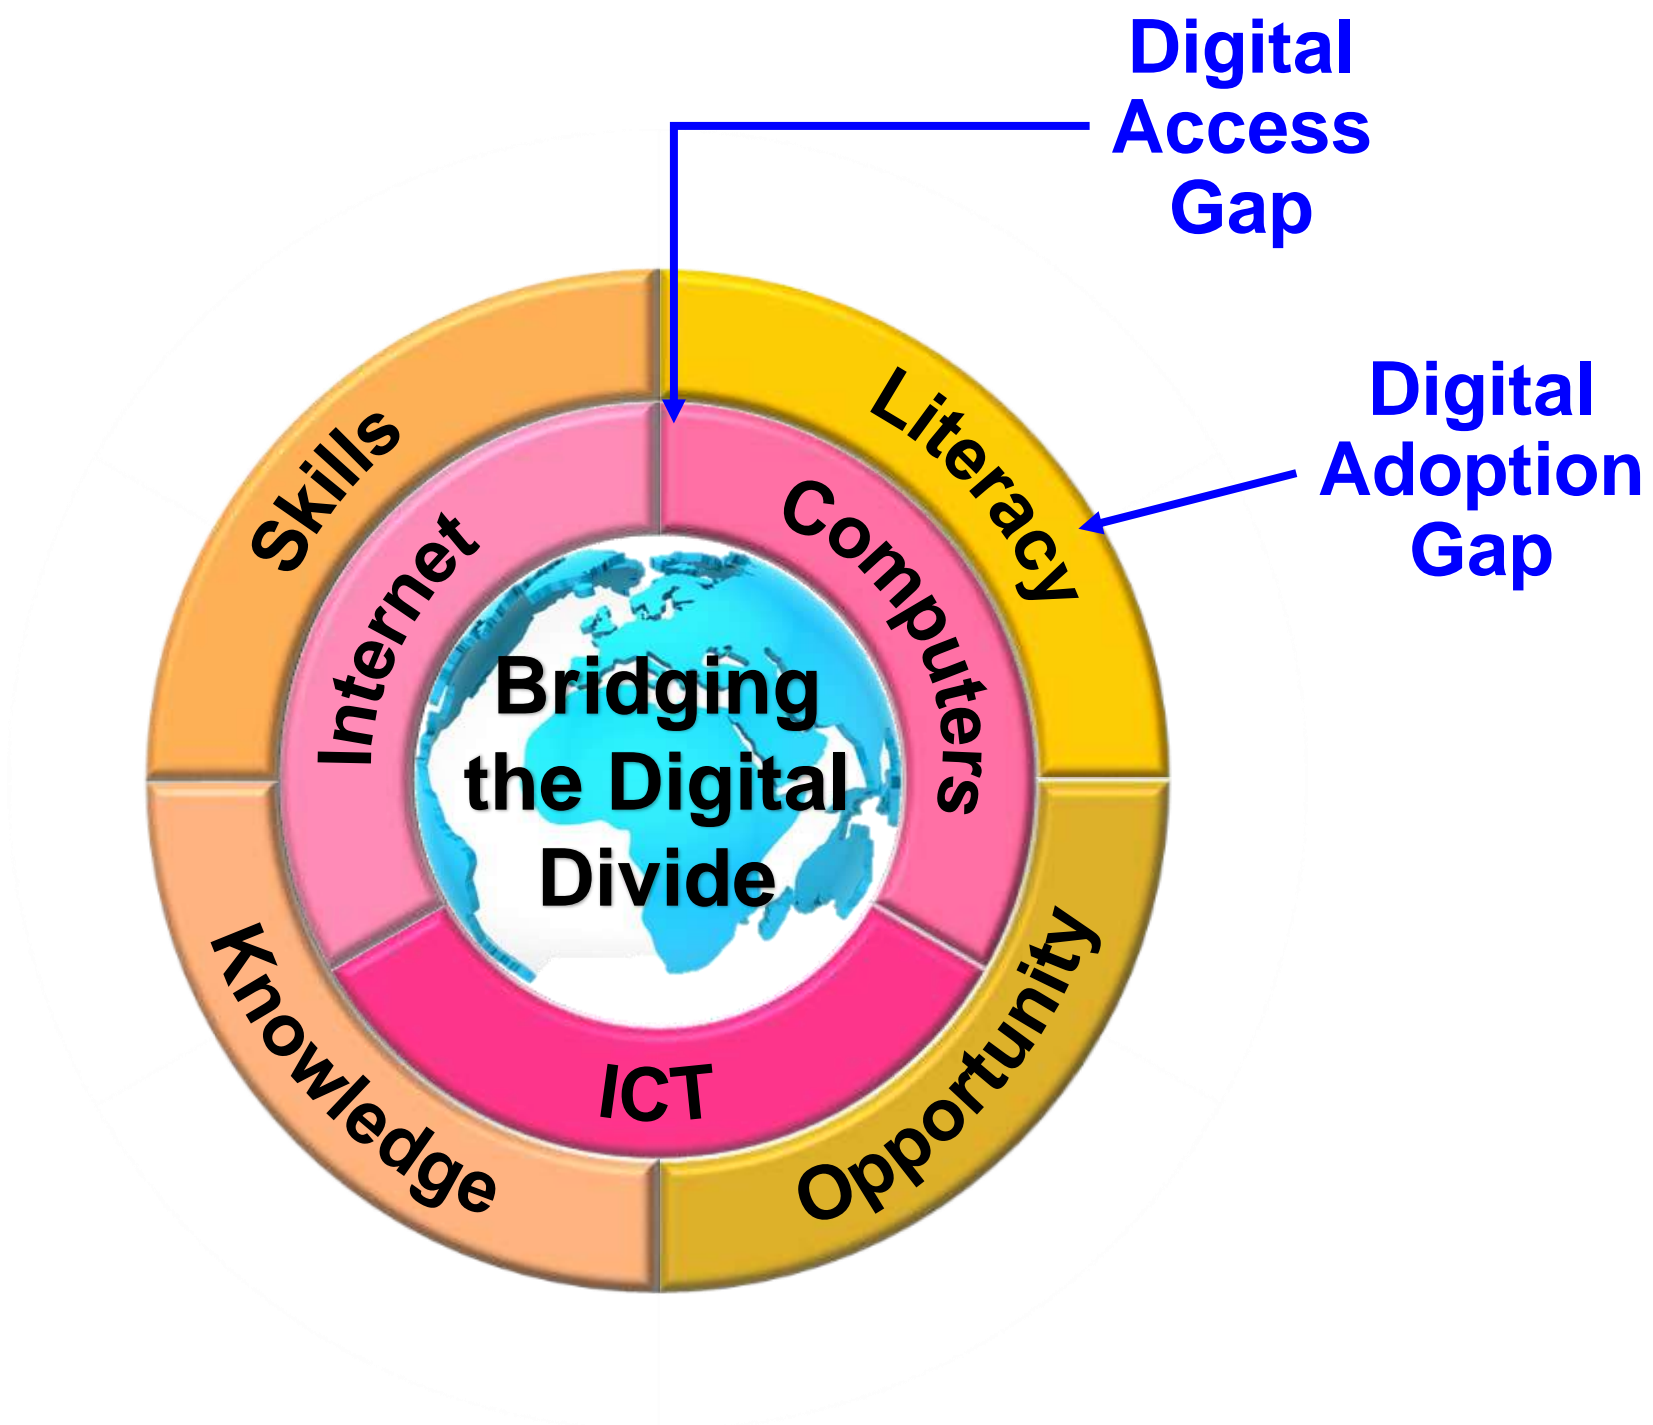 Digital
Access
Gap
Digital
Adoption
Gap
Skills
Literacy
Internet
Computers
Bridging
the Digital
Divide
Knowledge
ICT
Opportunity